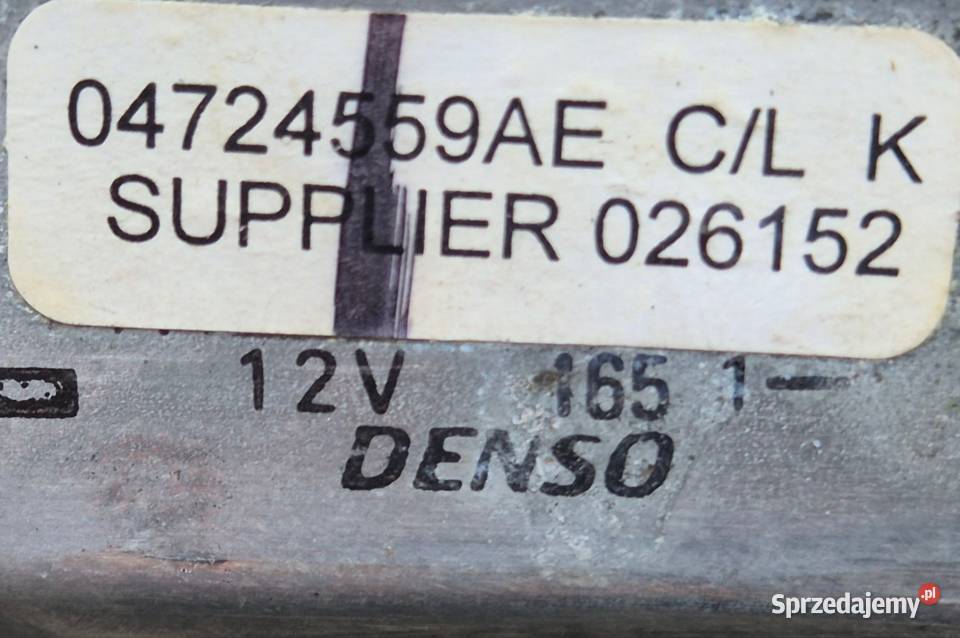 04724559AE C/L K
SUPPLIER 026152
12V 165 1
DENSO
Sprzedajemy.pl